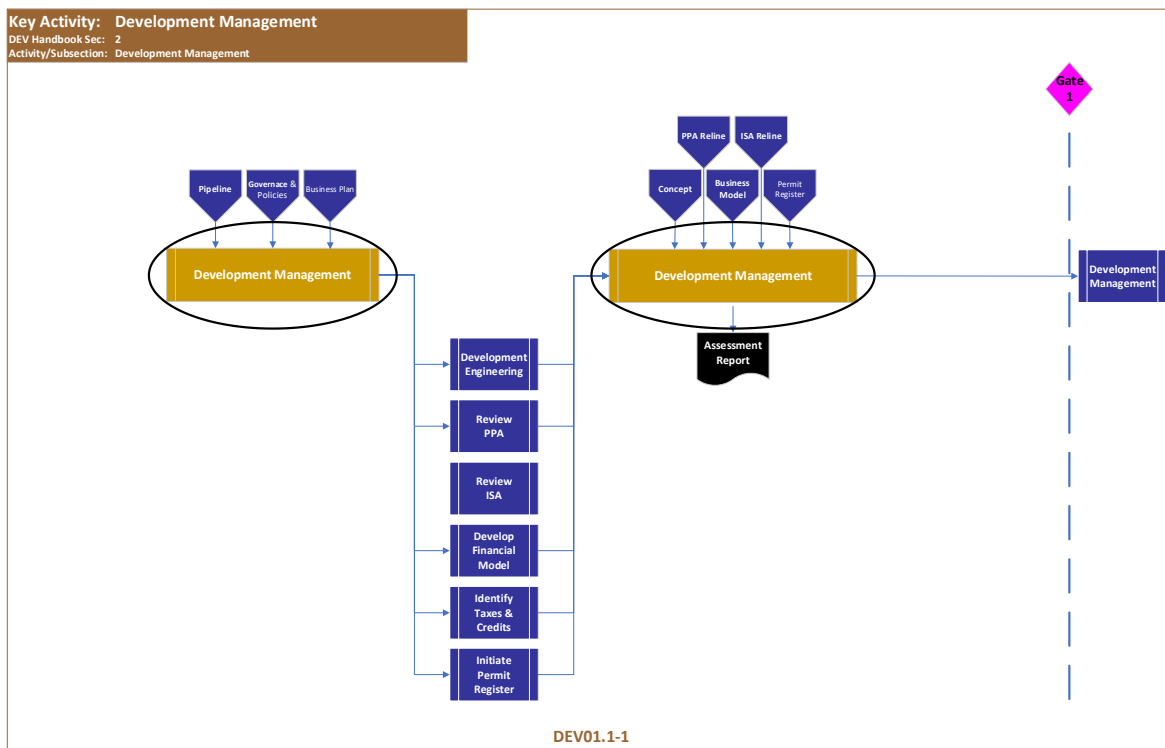 Key Activity: Development Management
DEV Handbook Sec: 2
Activity/Subsection: Development Management
Gate
1
PPA Reline
ISA Reline
Pipeline
Governace &
Policies
Business Plan
Concept
Business
Model
Permit
Register
Development Management
Development Management
Development
Management
Assessment
Report
Development
Engineering
Review
PPA
Review
ISA
Develop
Financial
Model
Identify
Taxes &
Credits
Initiate
Permit
Register
DEV01.1-1